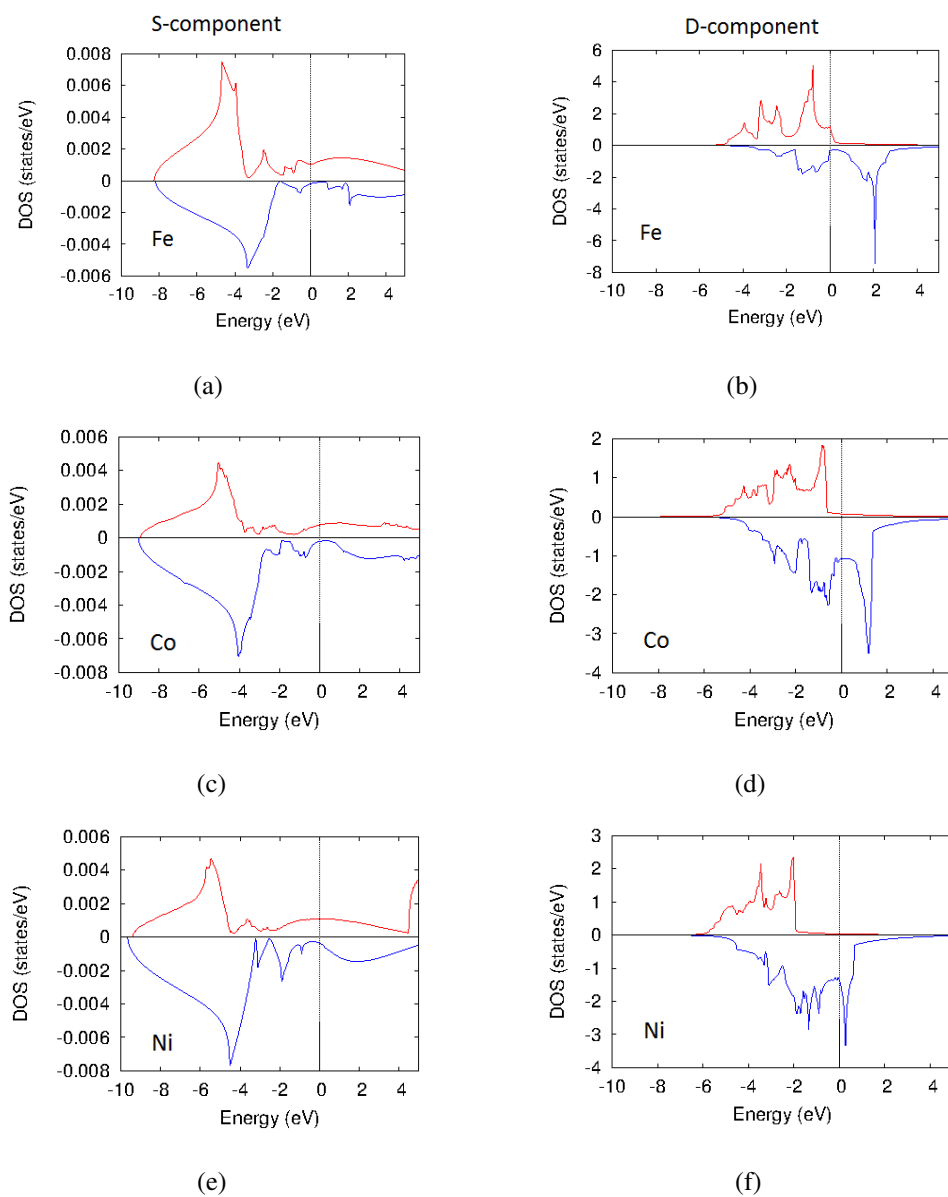 S-component
D-component
0.008
0.006
0.004
0.002
0
-0.002
-0.004
-0.006
DOS (states/eV)
Fe
-10 -8 -6 -4 -2 0 2 4
Energy (eV)
(a)
6
4
2
0
-2
-4
-6
-8
DOS (states/eV)
Fe
-10 -8 -6 -4 -2 0 2 4
Energy (eV)
(b)
0.006
0.004
0.002
0
-0.002
-0.004
-0.006
-0.008
DOS (states/eV)
Co
-10 -8 -6 -4 -2 0 2 4
Energy (eV)
(c)
2
1
0
-1
-2
-3
-4
DOS (states/eV)
Co
-10 -8 -6 -4 -2 0 2 4
Energy (eV)
(d)
0.006
0.004
0.002
0
-0.002
-0.004
-0.006
-0.008
DOS (states/eV)
Ni
-10 -8 -6 -4 -2 0 2 4
Energy (eV)
(e)
3
2
1
0
-1
-2
-3
-4
DOS (states/eV)
Ni
-10 -8 -6 -4 -2 0 2 4
Energy (eV)
(f)